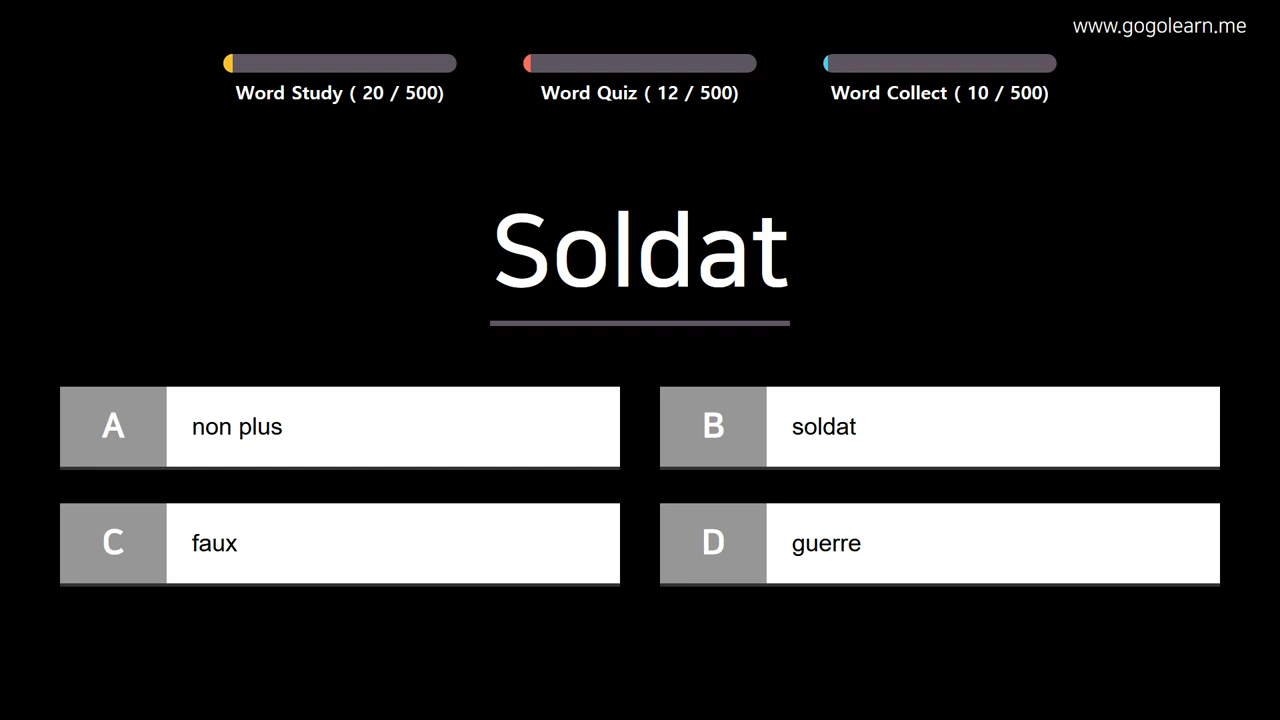 www.gogolearn.me
Word Study ( 20 / 500)
Word Quiz ( 12 / 500)
Word Collect ( 10 / 500)
Soldat
A non plus
B soldat
C faux
D guerre